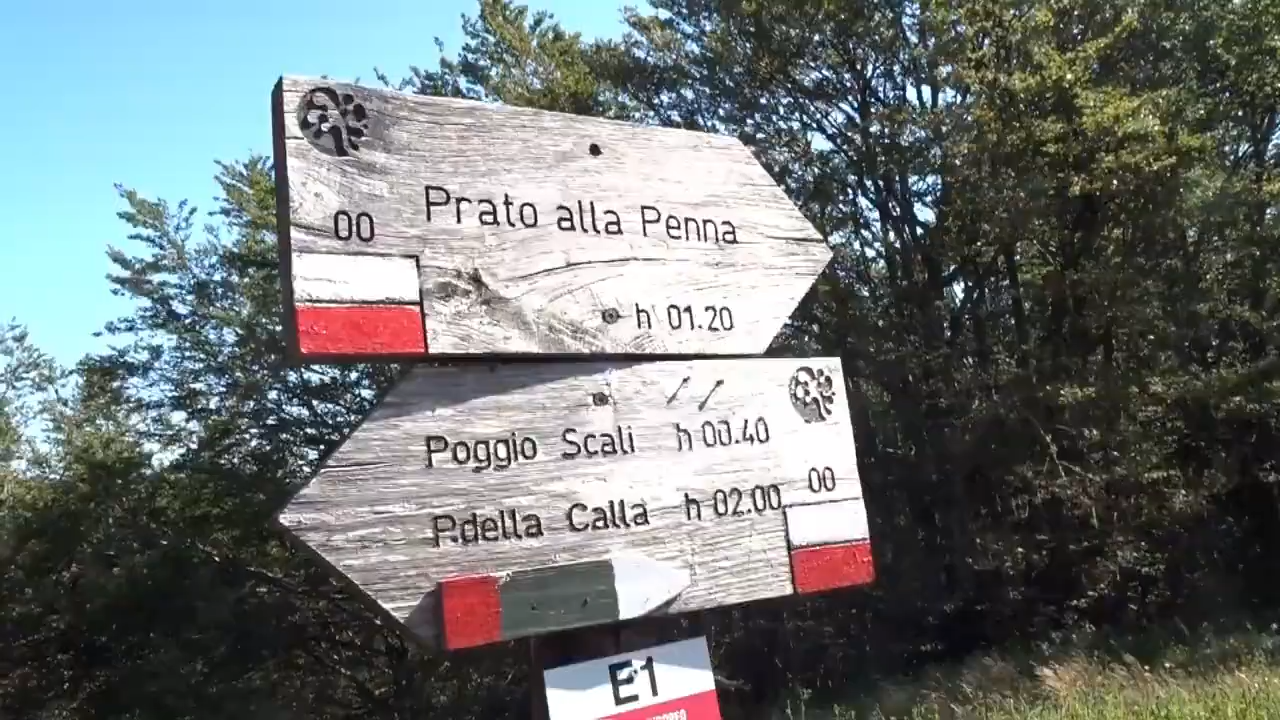 Prato alla Penna
00
h 01.20
Poggio Scali h 00.40
00
P.della Calla h 02.00
E1